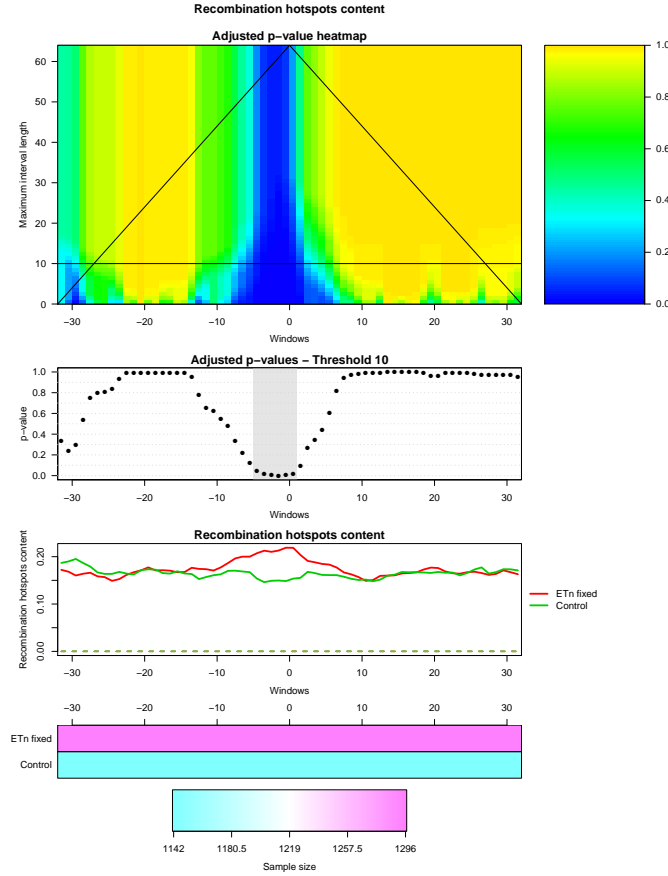 Recombination hotspots content
Adjusted p−value heatmap
Maximum interval length
60
50
40
30
20
10
0
1.0
0.8
0.6
0.4
0.2
0.0
−30 −20 −10 0 10 20 30
Windows
Adjusted p−values − Threshold 10
p−value
1.0
0.8
0.6
0.4
0.2
0.0
−30 −20 −10 0 10 20 30
Windows
Recombination hotspots content
Recombination hotspots content
0.20
0.10
0.00
ETn fixed
Control
−30 −20 −10 0 10 20 30
Windows
−30 −20 −10 0 10 20 30
ETn fixed
Control
1142 1180.5 1219 1257.5 1296
Sample size